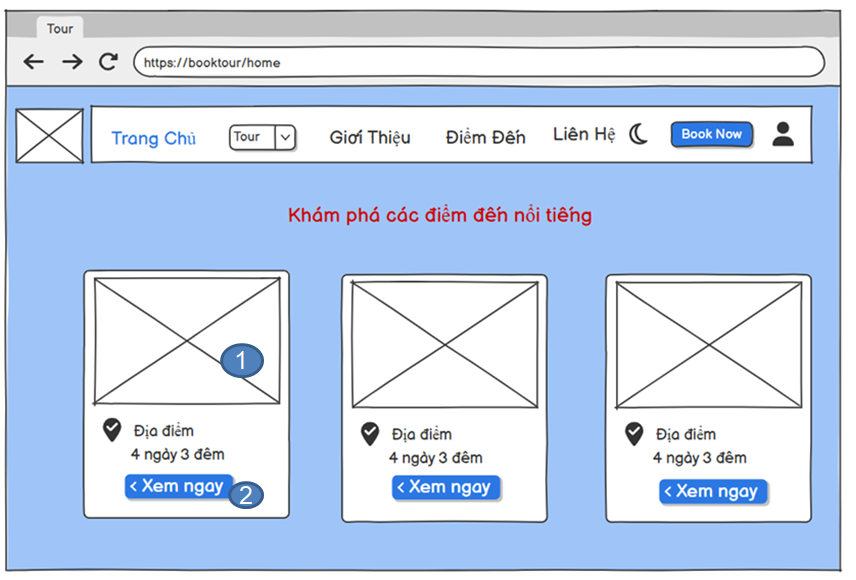 Tour
https://booktour/home
Trang Chủ Tour Giơí Thiệu Điểm Đến Liên Hệ Book Now
Khám phá các điểm đến nổi tiếng
1
Địa điểm
4 ngày 3 đêm
< Xem ngay
2
Địa điểm
4 ngày 3 đêm
< Xem ngay
Địa điểm
4 ngày 3 đêm
< Xem ngay